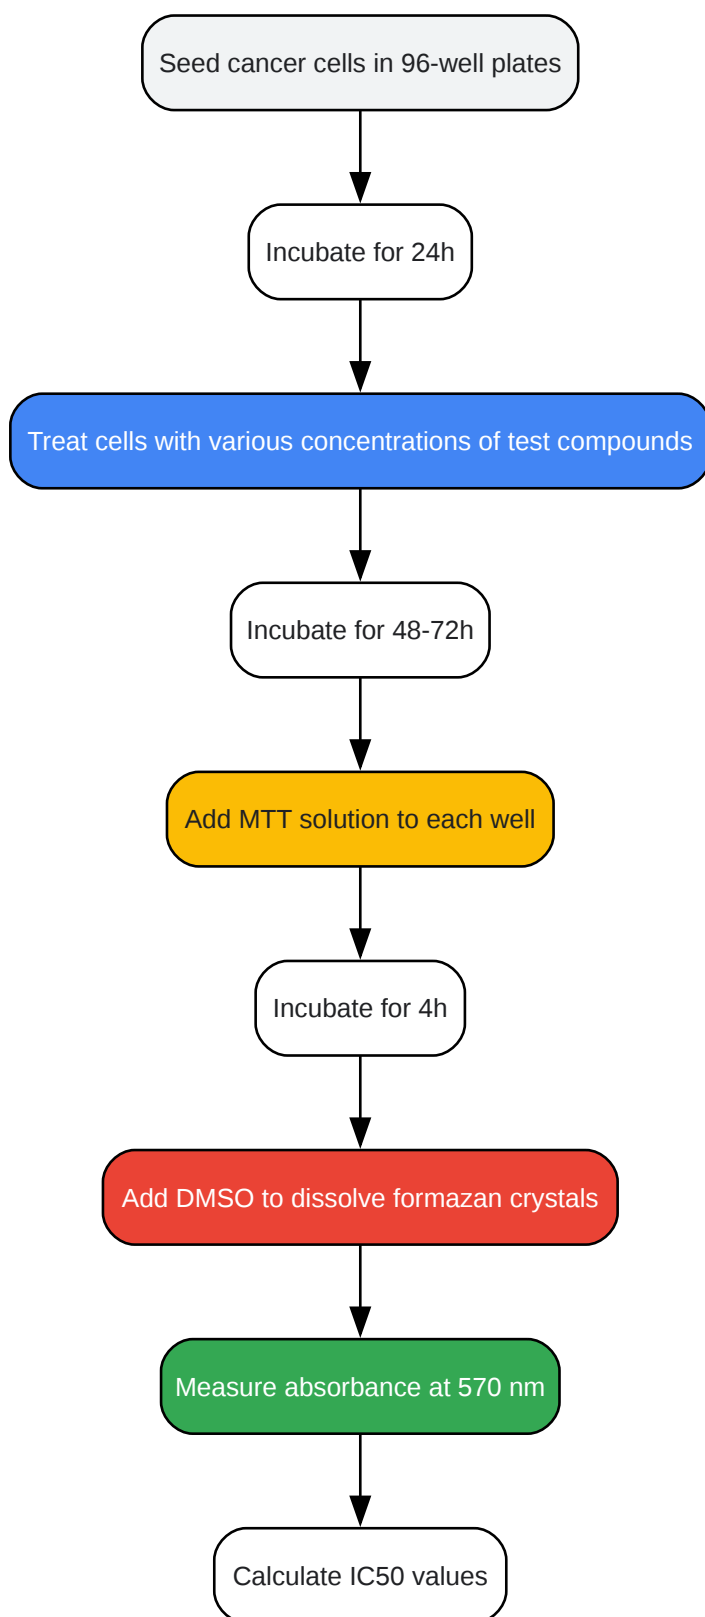 Seed cancer cells in 96-well plates
Incubate for 24h
Treat cells with various concentrations of test compounds
Incubate for 48-72h
Add MTT solution to each well
Incubate for 4h
Add DMSO to dissolve formazan crystals
Measure absorbance at 570 nm
Calculate IC50 values